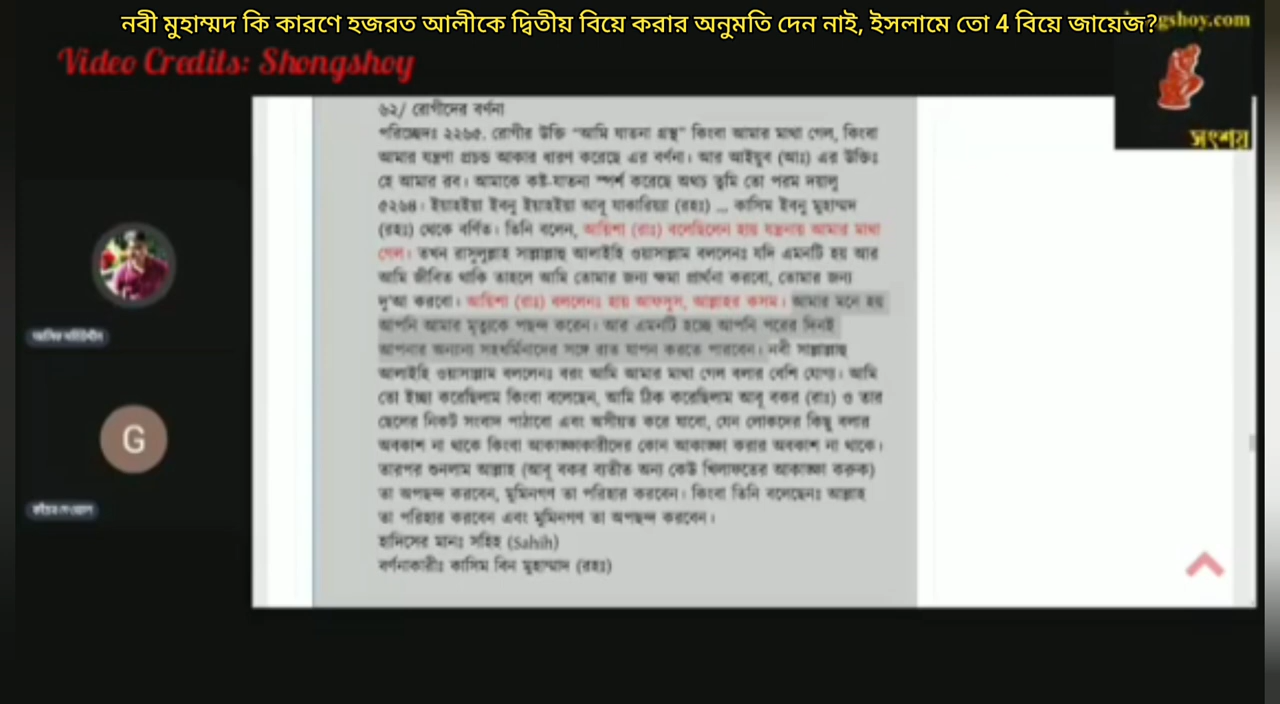 নবী মুহাম্মদ কি কারণে হজরত আলীকে দ্বিতীয় বিয়ে করার অনুমতি দেন নাই, ইসলামে তো 4 বিয়ে জায়েজ?
gshoy.com
Video Credits: Shongshoy
সংশয়
৬২/ রোগীদের বর্ণনা
পরিচ্ছেদঃ ২২৬৫. রোগীর উক্তি "আমি যাতনা গ্রস্থ" কিংবা আমার মাথা গেল, কিংবা
আমার যন্ত্রণা প্রচন্ড আকার ধারণ করেছে এর বর্ণনা। আর আইয়ুব (আঃ) এর উক্তিঃ
হে আমার রব। আমাকে কষ্ট-যাতনা স্পর্শ করেছে অথচ তুমি তো পরম দয়ালু
৫২৬৪। ইয়াহইয়া ইবনু ইয়াহইয়া আবূ যাকারিয়্যা (রহঃ) ... কাসিম ইবনু মুহাম্মদ
(রহঃ) থেকে বর্ণিত। তিনি বলেন, আয়িশা (রাঃ) বলেছিলেন হায় যন্ত্রনায় আমার মাথা
গেল। তখন রাসুলুল্লাহ সাল্লাল্লাহু আলাইহি ওয়াসাল্লাম বললেনঃ যদি এমনটি হয় আর
আমি জীবিত থাকি তাহলে আমি তোমার জন্য ক্ষমা প্রার্থনা করবো, তোমার জন্য
দু'আ করবো। আয়িশা (রাঃ) বললেনঃ হায় আফসুস, আল্লাহর কসম। আমার মনে হয়
আপনি আমার মৃত্যুকে পছন্দ করেন। আর এমনটি হচ্ছে আপনি পরের দিনই
আপনার অন্যান্য সহধর্মিনাদের সঙ্গে রাত যাপন করতে পারবেন। নবী সাল্লাল্লাহু
আলাইহি ওয়াসাল্লাম বললেনঃ বরং আমি আমার মাথা গেল বলার বেশি যোগ্য। আমি
তো ইচ্ছা করেছিলাম কিংবা বলেছেন, আমি ঠিক করেছিলাম আবূ বকর (রাঃ) ও তার
ছেলের নিকট সংবাদ পাঠাবো এবং অসীয়ত করে যাবো, যেন লোকদের কিছু বলার
অবকাশ না থাকে কিংবা আকাঙ্ক্ষাকারীদের কোন আকাঙ্ক্ষা করার অবকাশ না থাকে।
তারপর শুনলাম আল্লাহ (আবূ বকর ব্যতীত অন্য কেউ খিলাফতের আকাঙ্ক্ষা করুক)
তা অপছন্দ করবেন, মুমিনগণ তা পরিহার করবেন। কিংবা তিনি বলেছেনঃ আল্লাহ
তা পরিহার করবেন এবং মুমিনগণ তা অপছন্দ করবেন।
হাদিসের মানঃ সহিহ (Sahih)
বর্ণনাকারীঃ কাসিম বিন মুহাম্মাদ (রহঃ)
G